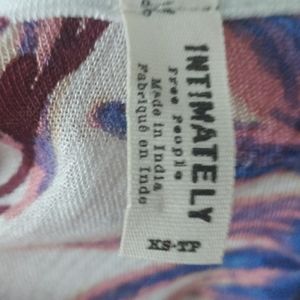 INTIMATELY
Free People
Made in India
Fabriqué en Inde
XS-TP